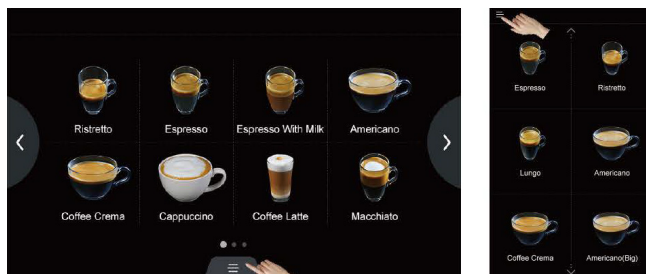 Ristretto Espresso Espresso With Milk Americano
Coffee Crema Cappuccino Coffee Latte Macchiato
Espresso Ristretto
Lungo Americano
Coffee Crema Americano(Big)